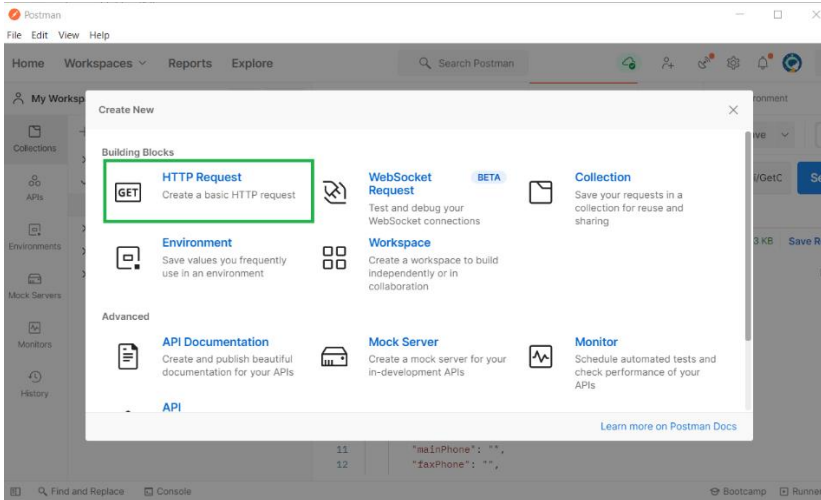 Postman
File Edit View Help
Home Workspaces Reports Explore Search Postman
My Worksp
Create New
ronment
Building Blocks
ve
Collections
HTTP Request
GET
Create a basic HTTP request
WebSocket BETA
Request
Test and debug your
WebSocket connections
Collection
Save your requests in a
collection for reuse and
sharing
i/GetC
Se
APIs
Environment
Save values you frequently
use in an environment
Workspace
Create a workspace to build
independently or in
collaboration
3 KB Save R
Environments
Mock Servers
Monitors
History
Advanced
API Documentation
Create and publish beautiful
documentation for your APIs
Mock Server
Create a mock server for your
in-development APIs
Monitor
Schedule automated tests and
check performance of your
APIs
API
Learn more on Postman Docs
11 "mainPhone": "",
12 "faxPhone": "",
Find and Replace Console Bootcamp Runner